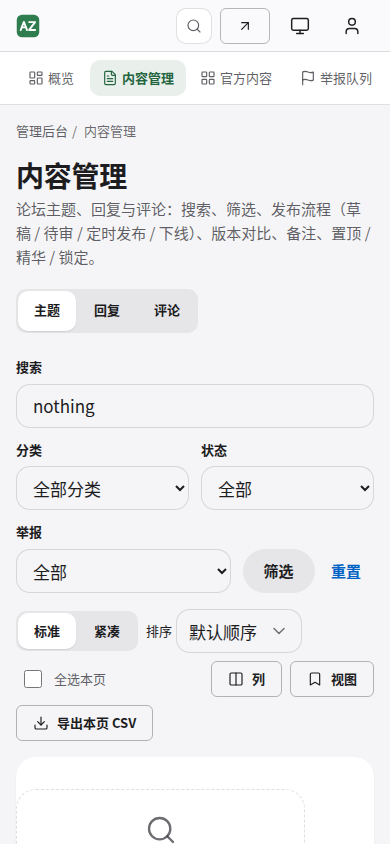 AZ
概览
内容管理
官方内容
举报队列
管理后台 / 内容管理
内容管理
论坛主题、回复与评论：搜索、筛选、发布流程（草
稿 / 待审 / 定时发布 / 下线）、版本对比、备注、置顶 /
精华 / 锁定。
主题
回复
评论
搜索
nothing
分类
状态
全部分类
全部
举报
全部
筛选
重置
标准
紧凑
排序
默认顺序
全选本页
列
视图
导出本页 CSV